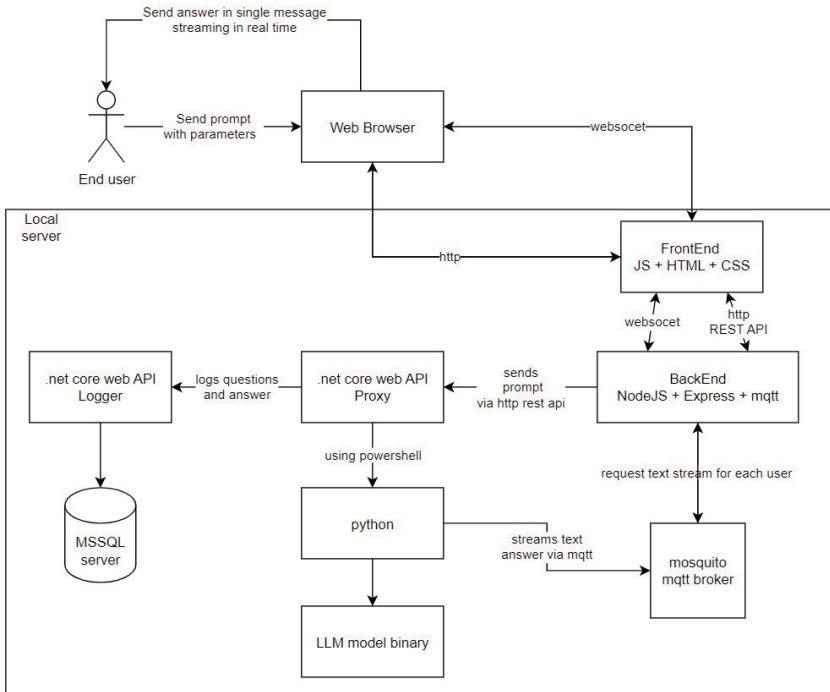 Send answer in single message
streaming in real time
Send prompt
with parameters
Web Browser
websocet
End user
Local
server
FrontEnd
JS + HTML + CSS
http
websocet
http
REST API
.net core web API
Logger
logs questions
and answer
.net core web API
Proxy
sends
prompt
via http rest api
BackEnd
NodeJS + Express + mqtt
using powershell
request text stream for each user
MSSQL
server
python
streams text
answer via mqtt
mosquito
mqtt broker
LLM model binary